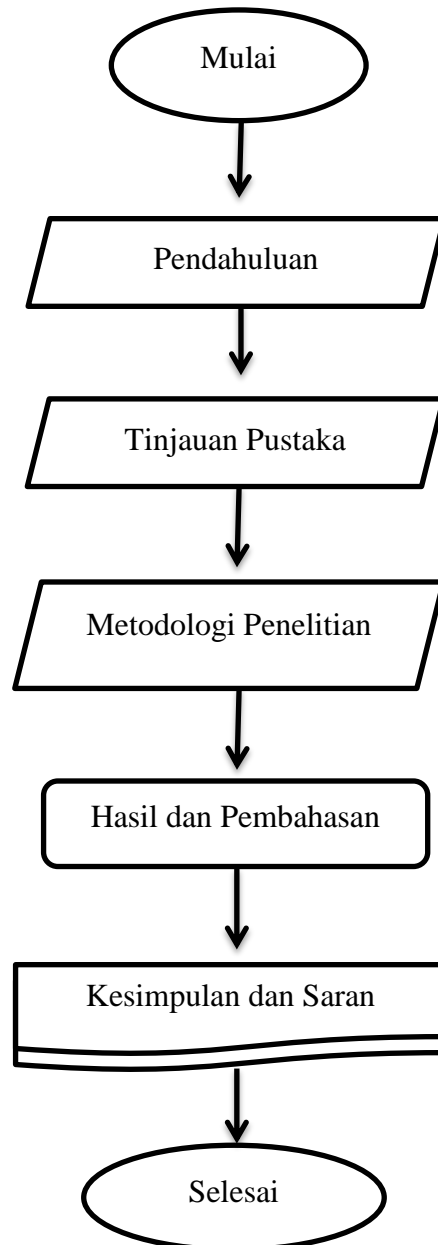 Mulai
Pendahuluan
Tinjauan Pustaka
Metodologi Penelitian
Hasil dan Pembahasan
Kesimpulan dan Saran
Selesai